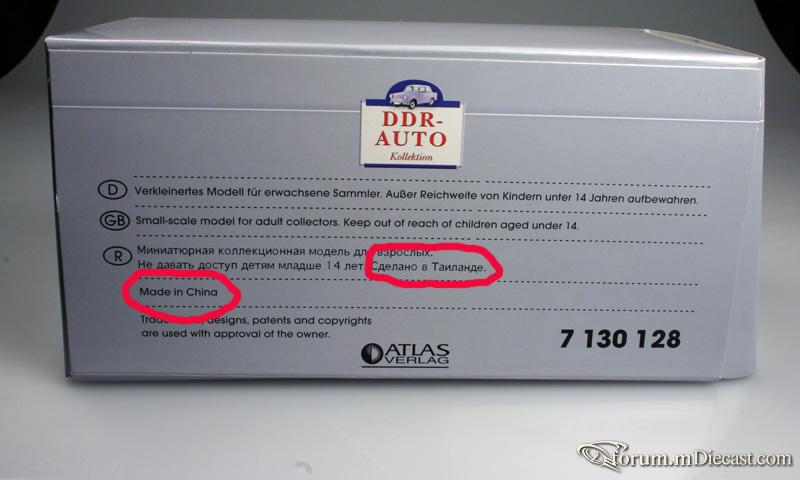 DDR-
AUTO
Kollektion
D Verkleinertes Modell für erwachsene Sammler. Außer Reichweite von Kindern unter 14 Jahren aufbewahren.
GB Small-scale model for adult collectors. Keep out of reach of children aged under 14.
R Миниатюрная коллекционная модель для взрослых.
Не давать доступ детям младше 14 лет. Сделано в Таиланде.
Made in China
designs, patents and copyrights
are used with approval of the owner.
ATLAS
VERLAG
7 130 128
forum.mDiecast.com